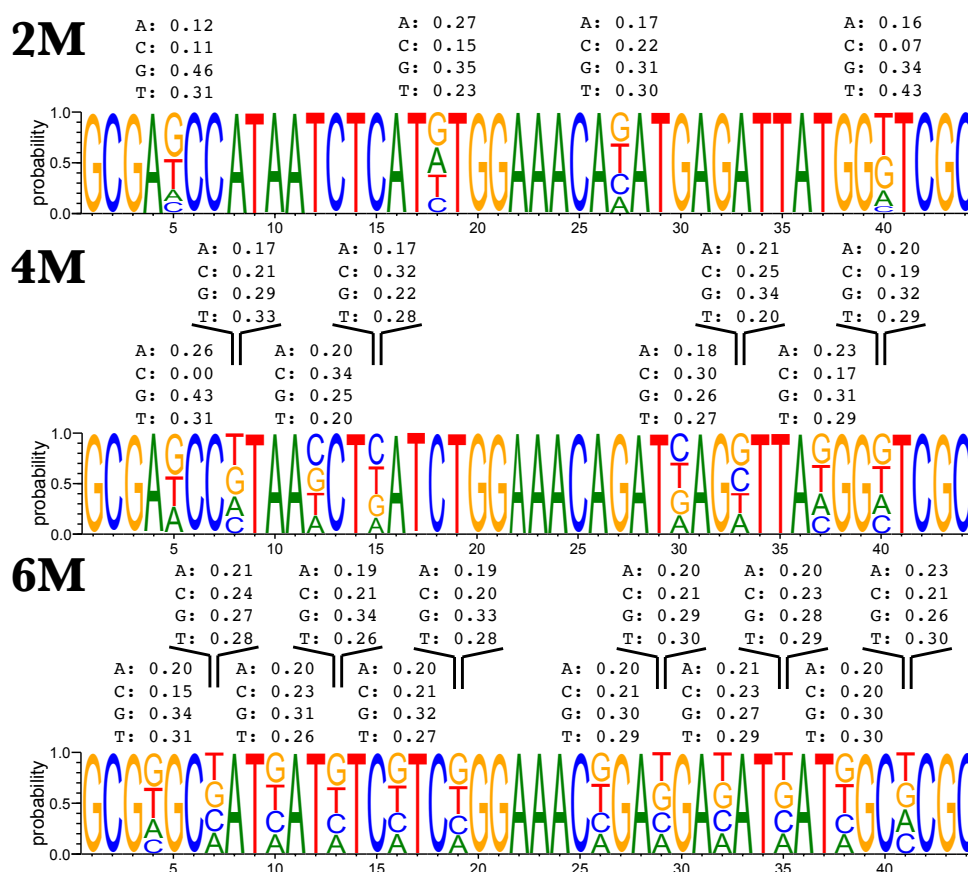 2M
A: 0.12 A: 0.27 A: 0.17 A: 0.16
C: 0.11 C: 0.15 C: 0.22 C: 0.07
G: 0.46 G: 0.35 G: 0.31 G: 0.34
T: 0.31 T: 0.23 T: 0.30 T: 0.43
probability
1.0
0.5
0.0
GCGAGCCATAATCTCATGTGGAAACAGATGAGATTATGGTTCGC
T A T G
A T C A
C C A C
5 10 15 20 25 30 35 40
4M
A: 0.17 A: 0.17 A: 0.21 A: 0.20
C: 0.21 C: 0.32 C: 0.25 C: 0.19
G: 0.29 G: 0.22 G: 0.34 G: 0.32
T: 0.33 T: 0.28 T: 0.20 T: 0.29
A: 0.26 A: 0.20 A: 0.18 A: 0.23
C: 0.00 C: 0.34 C: 0.30 C: 0.17
G: 0.43 G: 0.25 G: 0.26 G: 0.31
T: 0.31 T: 0.20 T: 0.27 T: 0.29
probability
1.0
0.5
0.0
GCGAGCCTTAACCTCATCTGGAAACAGATCAGGTTAGGGTCGC
T G G T T C T T
A A T G G T A A
C A A A A C C
5 10 15 20 25 30 35 40
6M
A: 0.21 A: 0.19 A: 0.19 A: 0.20 A: 0.20 A: 0.23
C: 0.24 C: 0.21 C: 0.20 C: 0.21 C: 0.23 C: 0.21
G: 0.27 G: 0.34 G: 0.33 G: 0.29 G: 0.28 G: 0.26
T: 0.28 T: 0.26 T: 0.28 T: 0.30 T: 0.29 T: 0.30
A: 0.20 A: 0.20 A: 0.20 A: 0.20 A: 0.21 A: 0.20
C: 0.15 C: 0.23 C: 0.21 C: 0.21 C: 0.23 C: 0.20
G: 0.34 G: 0.31 G: 0.32 G: 0.30 G: 0.27 G: 0.30
T: 0.31 T: 0.26 T: 0.27 T: 0.29 T: 0.29 T: 0.30
probability
1.0
0.5
0.0
GCGGGCTATGATGTCGTCGGGAAACGGATGATATTATGGCTCGC
T G T T T T T G G G T G
A C C C C C C C C C C A
C A A A A A A A A A A C
5 10 15 20 25 30 35 40